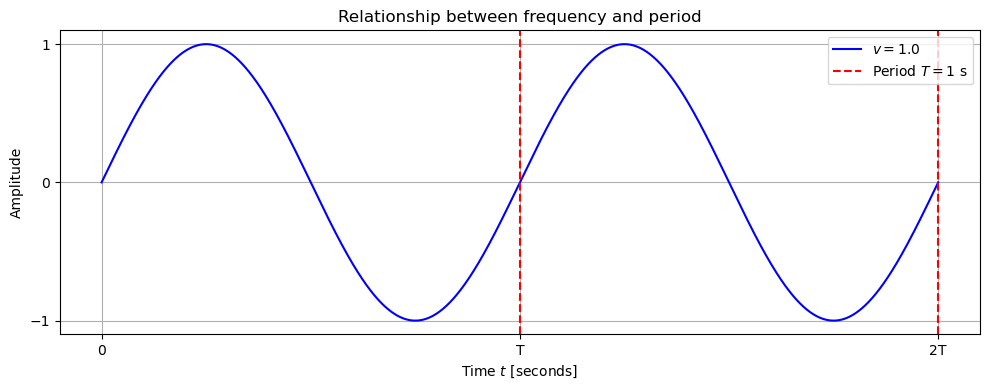 Relationship between frequency and period
v = 1.0
Period T = 1 s
1
0
−1
Amplitude
0
T
2T
Time t [seconds]